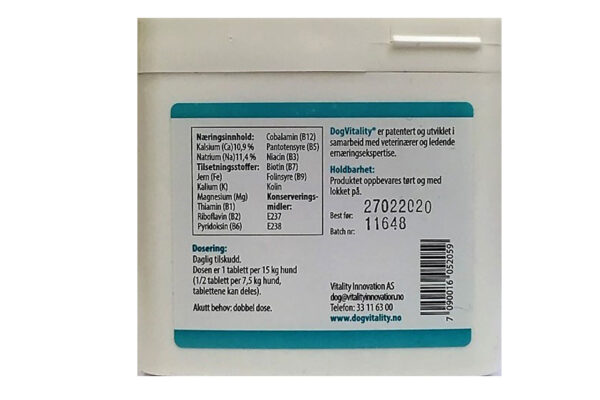 Næringsinnhold:
Kalsium (Ca)10,9 %
Natrium (Na)11,4 %
Tilsetningsstoffer:
Jern (Fe)
Kalium (K)
Magnesium (Mg)
Thiamin (B1)
Riboflavin (B2)
Pyridoksin (B6)
Cobalamin (B12)
Pantotensyre (B5)
Niacin (B3)
Biotin (B7)
Folinsyre (B9)
Kolin
Konserverings-
midler:
E237
E238
Dosering:
Daglig tilskudd.
Dosen er 1 tablett per 15 kg hund
(1/2 tablett per 7,5 kg hund,
tablettene kan deles).
Akutt behov: dobbel dose.
DogVitality® er patentert og utviklet i
samarbeid med veterinærer og ledende
ernæringsekspertise.
Holdbarhet:
Produktet oppbevares tørt og med
lokket på.
Best før: 27022020
Batch nr: 11648
Vitality Innovation AS
dog@vitalityinnovation.no
Telefon: 33 11 63 00
www.dogvitality.no
7 090016 052059